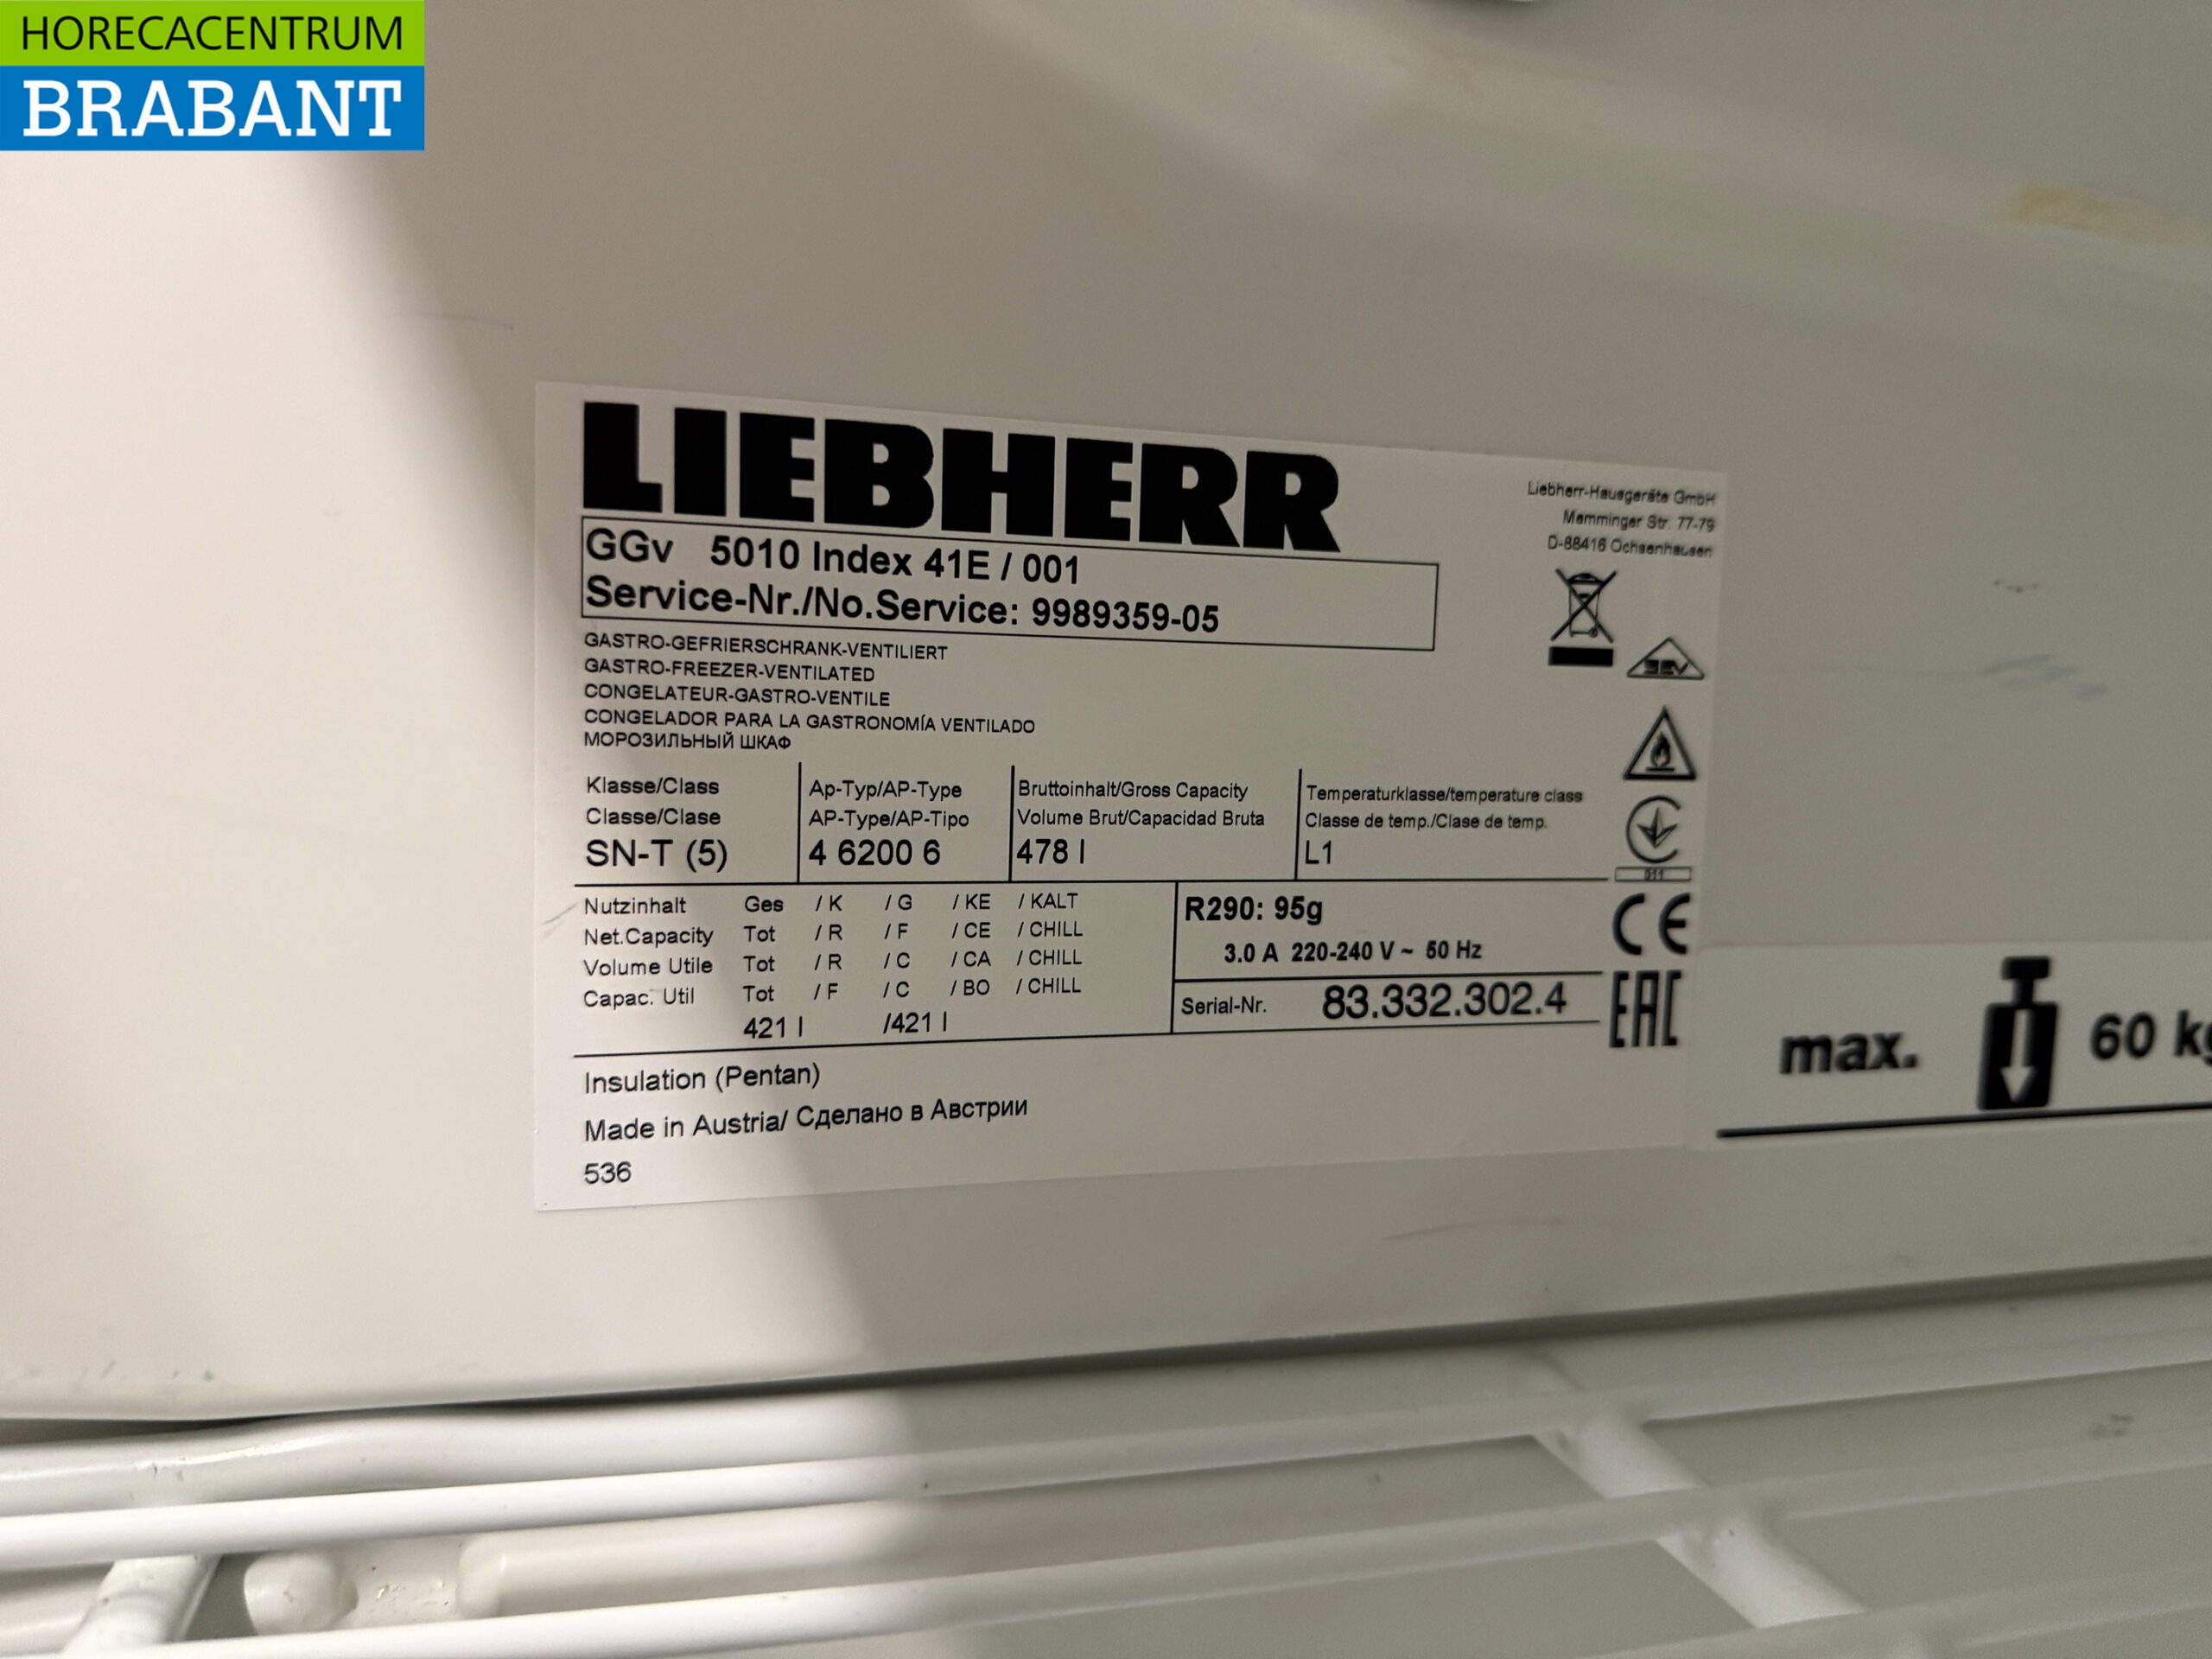 HORECACENTRUM
BRABANT
LIEBHERR
GGv 5010 Index 41E / 001
Service-Nr./No.Service: 9989359-05
Liebherr-Hausgeräte GmbH
Memminger Str. 77-79
D-88416 Ochsenhausen
GASTRO-GEFRIERSCHRANK-VENTILIERT
GASTRO-FREEZER-VENTILATED
CONGELATEUR-GASTRO-VENTILE
CONGELADOR PARA LA GASTRONOMÍA VENTILADO
МОРОЗИЛЬНЫЙ ШКАФ
SEV
Klasse/Class Ap-Typ/AP-Type Bruttoinhalt/Gross Capacity Temperaturklasse/temperature class
Classe/Clase AP-Type/AP-Tipo Volume Brut/Capacidad Bruta Classe de temp./Clase de temp.
SN-T (5) 4 6200 6 478 l L1
011
Nutzinhalt Ges / K / G / KE / KALT
Net.Capacity Tot / R / F / CE / CHILL
Volume Utile Tot / R / C / CA / CHILL
Capac. Util Tot / F / C / BO / CHILL
421 l /421 l
R290: 95g
3.0 A 220-240 V ~ 50 Hz
Serial-Nr. 83.332.302.4
CE
EAC
Insulation (Pentan)
Made in Austria/ Сделано в Австрии
536
max. 60 kg